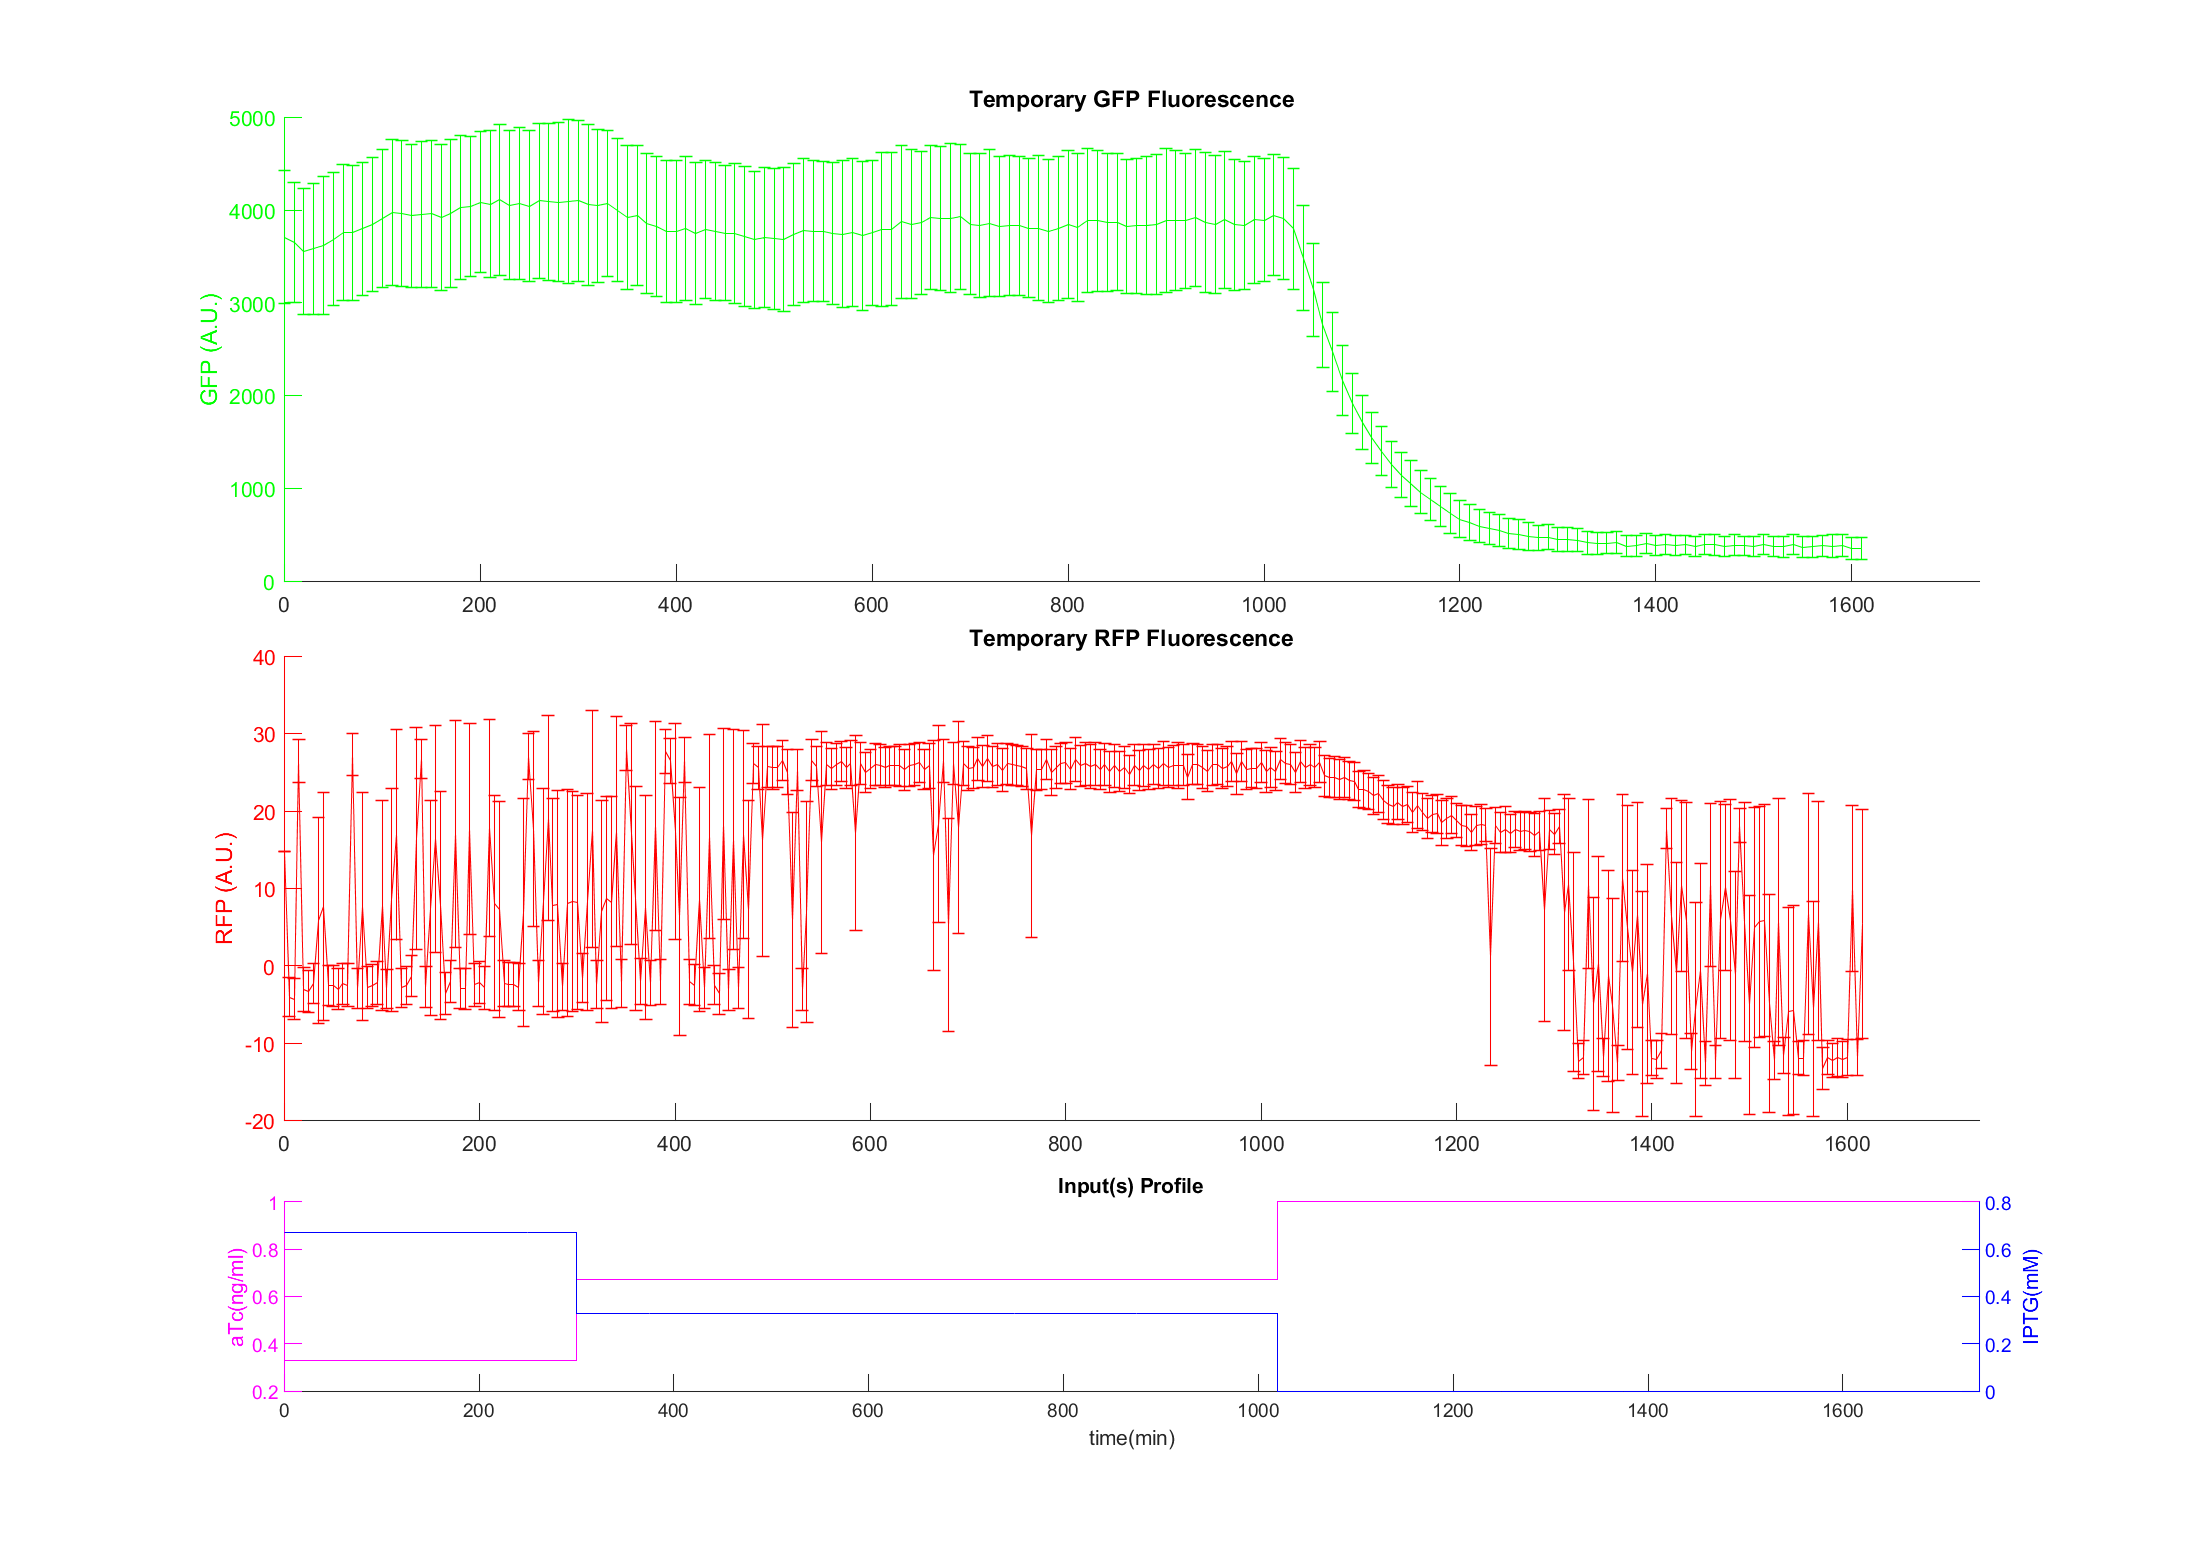 Temporary GFP Fluorescence
GFP (A.U.)
5000
4000
3000
2000
1000
0
0 200 400 600 800 1000 1200 1400 1600
Temporary RFP Fluorescence
RFP (A.U.)
40
30
20
10
0
-10
-20
0 200 400 600 800 1000 1200 1400 1600
Input(s) Profile
aTc(ng/ml)
1
0.8
0.6
0.4
0.2
IPTG(mM)
0.8
0.6
0.4
0.2
0
0 200 400 600 800 1000 1200 1400 1600
time(min)